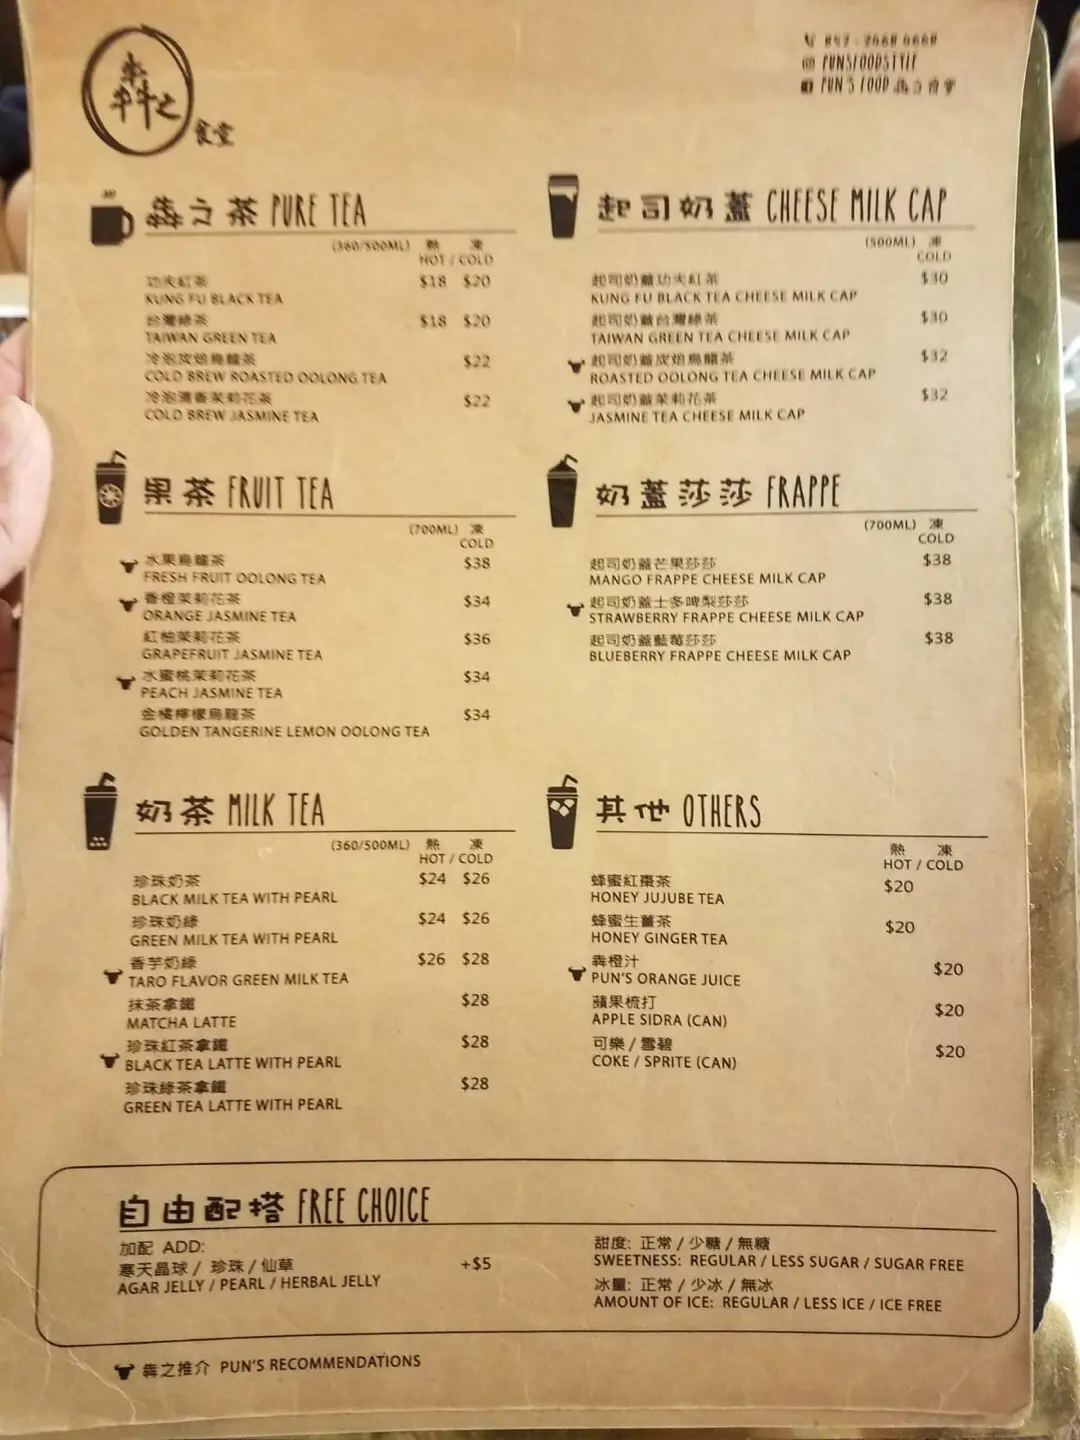 犇之
食堂
PUNSFOODSTYLE
PUN'S FOOD 犇之食堂
犇之茶 PURE TEA
(360/500ML) 熱 凍
HOT / COLD
功夫紅茶 $18 $20
KUNG FU BLACK TEA
台灣綠茶 $18 $20
TAIWAN GREEN TEA
冷泡炭焙烏龍茶 $22
COLD BREW ROASTED OOLONG TEA
冷泡清香茉莉花茶 $22
COLD BREW JASMINE TEA
起司奶蓋 CHEESE MILK CAP
(500ML) 凍
COLD
起司奶蓋功夫紅茶 $30
KUNG FU BLACK TEA CHEESE MILK CAP
起司奶蓋台灣綠茶 $30
TAIWAN GREEN TEA CHEESE MILK CAP
起司奶蓋炭焙烏龍茶 $32
ROASTED OOLONG TEA CHEESE MILK CAP
起司奶蓋茉莉花茶 $32
JASMINE TEA CHEESE MILK CAP
果茶 FRUIT TEA
(700ML) 凍
COLD
水果烏龍茶 $38
FRESH FRUIT OOLONG TEA
香橙茉莉花茶 $34
ORANGE JASMINE TEA
紅柚茉莉花茶 $36
GRAPEFRUIT JASMINE TEA
水蜜桃茉莉花茶 $34
PEACH JASMINE TEA
金橘檸檬烏龍茶 $34
GOLDEN TANGERINE LEMON OOLONG TEA
奶蓋莎莎 FRAPPE
(700ML) 凍
COLD
起司奶蓋芒果莎莎 $38
MANGO FRAPPE CHEESE MILK CAP
起司奶蓋士多啤梨莎莎 $38
STRAWBERRY FRAPPE CHEESE MILK CAP
起司奶蓋藍莓莎莎 $38
BLUEBERRY FRAPPE CHEESE MILK CAP
奶茶 MILK TEA
(360/500ML) 熱 凍
HOT / COLD
珍珠奶茶 $24 $26
BLACK MILK TEA WITH PEARL
珍珠奶綠 $24 $26
GREEN MILK TEA WITH PEARL
香芋奶綠 $26 $28
TARO FLAVOR GREEN MILK TEA
抹茶拿鐵 $28
MATCHA LATTE
珍珠紅茶拿鐵 $28
BLACK TEA LATTE WITH PEARL
珍珠綠茶拿鐵 $28
GREEN TEA LATTE WITH PEARL
其他 OTHERS
熱 凍
HOT / COLD
蜂蜜紅棗茶 $20
HONEY JUJUBE TEA
蜂蜜生薑茶 $20
HONEY GINGER TEA
犇橙汁 $20
PUN'S ORANGE JUICE
蘋果梳打 $20
APPLE SIDRA (CAN)
可樂 / 雪碧 $20
COKE / SPRITE (CAN)
自由配搭 FREE CHOICE
加配 ADD:
寒天晶球 / 珍珠 / 仙草 +$5
AGAR JELLY / PEARL / HERBAL JELLY
甜度: 正常 / 少糖 / 無糖
SWEETNESS: REGULAR / LESS SUGAR / SUGAR FREE
冰量: 正常 / 少冰 / 無冰
AMOUNT OF ICE: REGULAR / LESS ICE / ICE FREE
犇之推介 PUN'S RECOMMENDATIONS